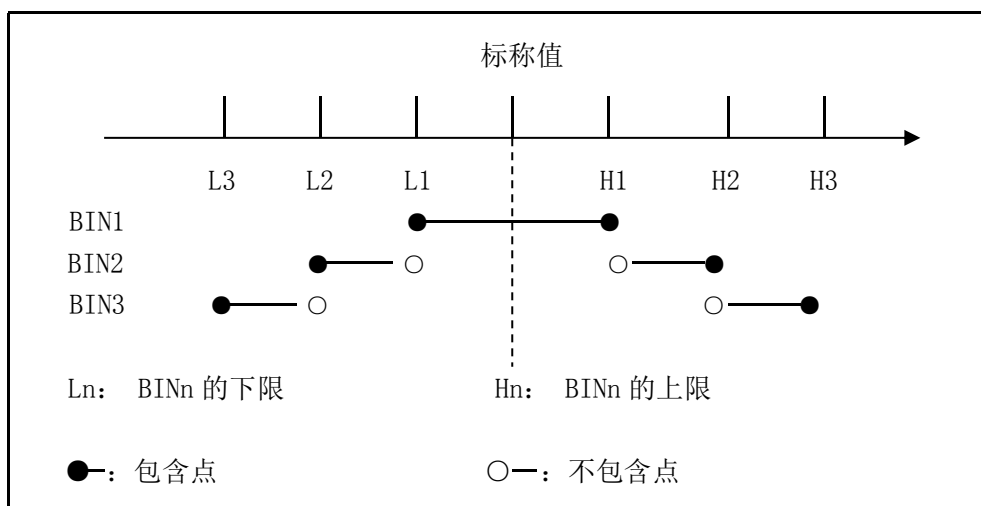 标称值
L3 L2 L1 H1 H2 H3
BIN1
BIN2
BIN3
Ln： BINn 的下限 Hn： BINn 的上限
●—：包含点 ○—：不包含点